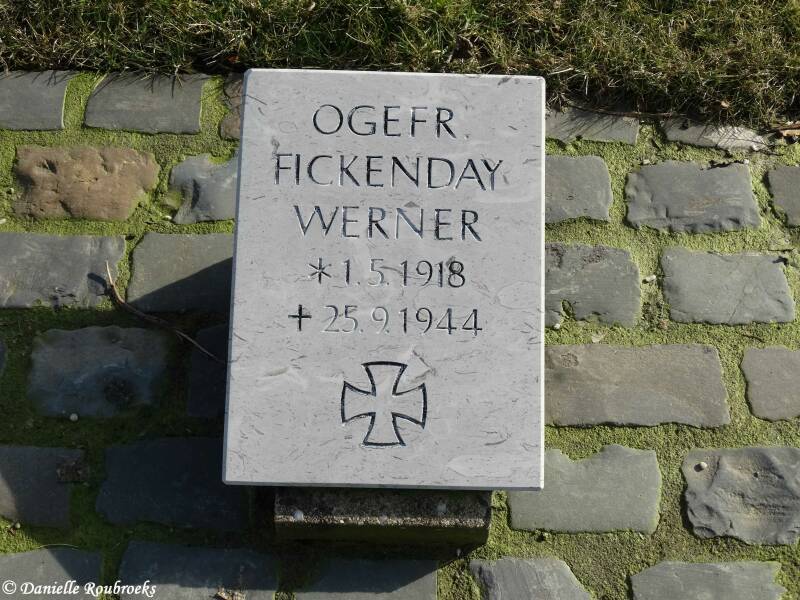 OGEFR.
FICKENDAY
WERNER
* 1.5.1918
✝ 25.9.1944
© Danielle Roubroeks